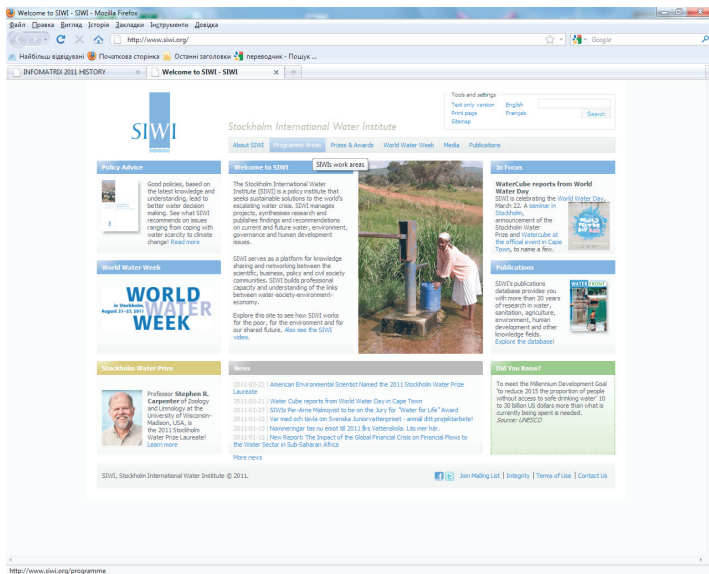 Welcome to SIWI - SIWI - Mozilla Firefox
Файл Правка Вигляд Історія Закладки Інструменти Довідка
http://www.siwi.org/
Google
Найбільш відвідувані Початкова сторінка Останні заголовки переводчик - Пошук ...
INFOMATRIX 2011 HISTORY
Welcome to SIWI - SIWI
SIWI
Stockholm International Water Institute
Tools and settings
Text only version English
Print page Français Search
Sitemap
About SIWI Programme Areas Prizes & Awards World Water Week Media Publications
SIWIs work areas
Policy Advice
Good policies, based on
the latest knowledge and
understanding, lead to
better water decision
making. See what SIWI
recommends on issues
ranging from coping with
water scarcity to climate
change! Read more
World Water Week
WORLD
in Stockholm WATER
August 21-27, 2011
WEEK
Welcome to SIWI
The Stockholm International Water
Institute (SIWI) is a policy institute that
seeks sustainable solutions to the world's
escalating water crisis. SIWI manages
projects, synthesises research and
publishes findings and recommendations
on current and future water, environment,
governance and human development
issues.
SIWI serves as a platform for knowledge
sharing and networking between the
scientific, business, policy and civil society
communities. SIWI builds professional
capacity and understanding of the links
between water-society-environment-
economy.
Explore this site to see how SIWI works
for the poor, for the environment and for
our shared future. Also see the SIWI
video.
In Focus
WaterCube reports from World
Water Day
SIWI is celebrating the World Water Day,
March 22. A seminar in
Stockholm,
announcement of the
Stockholm Water
Prize and Watercube at
the official event in Cape
Town, to name a few.
Publications
SIWI's publications
database provides you
with more than 20 years
of research in water,
sanitation, agriculture,
environment, human
development and other
knowledge fields.
Explore the database!
WATER FRONT
Stockholm Water Prize
Professor Stephen R.
Carpenter of Zoology
and Limnology at the
University of Wisconsin-
Madison, USA, is
the 2011 Stockholm
Water Prize Laureate!
Learn more
News
2011-03-22 | American Environmental Scientist Named the 2011 Stockholm Water Prize
Laureate
2011-03-21 | Water Cube reports from World Water Day in Cape Town
2011-01-17 | SIWIs Per-Arne Malmqvist to be on the Jury for "Water for Life" Award
2011-01-13 | Var med och tävla om Svenska Juniorvattenpriset - anmäl ditt projektarbete!
2011-01-13 | Nomineringar tas nu emot till 2011 års Vattenskola. Läs mer här.
2011-01-12 | New Report: The Impact of the Global Financial Crisis on Financial Flows to
the Water Sector in Sub-Saharan Africa
More news
Did You Know?
To meet the Millennium Development Goal
'to reduce 2015 the proportion of people
without access to safe drinking water' 10
to 30 billion US dollars more than what is
currently being spent is needed.
Source: UNESCO
SIWI, Stockholm International Water Institute © 2011.
Join Mailing List | Integrity | Terms of Use | Contact Us
http://www.siwi.org/programme